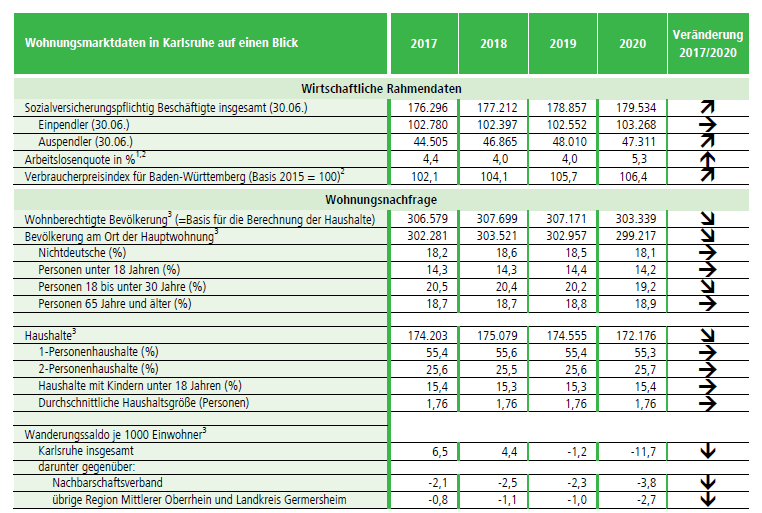 Wohnungsmarktdaten in Karlsruhe auf einen Blick 2017 2018 2019 2020 Veränderung 2017/2020
Wirtschaftliche Rahmendaten
Sozialversicherungspflichtig Beschäftigte insgesamt (30.06.) 176.296 177.212 178.857 179.534
Einpendler (30.06.) 102.780 102.397 102.552 103.268
Auspendler (30.06.) 44.505 46.865 48.010 47.311
Arbeitslosenquote in %1,2 4,4 4,0 4,0 5,3
Verbraucherpreisindex für Baden-Württemberg (Basis 2015 = 100)2 102,1 104,1 105,7 106,4
Wohnungsnachfrage
Wohnberechtigte Bevölkerung3 (=Basis für die Berechnung der Haushalte) 306.579 307.699 307.171 303.339
Bevölkerung am Ort der Hauptwohnung3 302.281 303.521 302.957 299.217
Nichtdeutsche (%) 18,2 18,6 18,5 18,1
Personen unter 18 Jahren (%) 14,3 14,3 14,4 14,2
Personen 18 bis unter 30 Jahre (%) 20,5 20,4 20,2 19,2
Personen 65 Jahre und älter (%) 18,7 18,7 18,8 18,9
Haushalte3 174.203 175.079 174.555 172.176
1-Personenhaushalte (%) 55,4 55,6 55,4 55,3
2-Personenhaushalte (%) 25,6 25,5 25,6 25,7
Haushalte mit Kindern unter 18 Jahren (%) 15,4 15,3 15,3 15,4
Durchschnittliche Haushaltsgröße (Personen) 1,76 1,76 1,76 1,76
Wanderungssaldo je 1000 Einwohner3
Karlsruhe insgesamt 6,5 4,4 -1,2 -11,7
darunter gegenüber:
Nachbarschaftsverband -2,1 -2,5 -2,3 -3,8
übrige Region Mittlerer Oberrhein und Landkreis Germersheim -0,8 -1,1 -1,0 -2,7